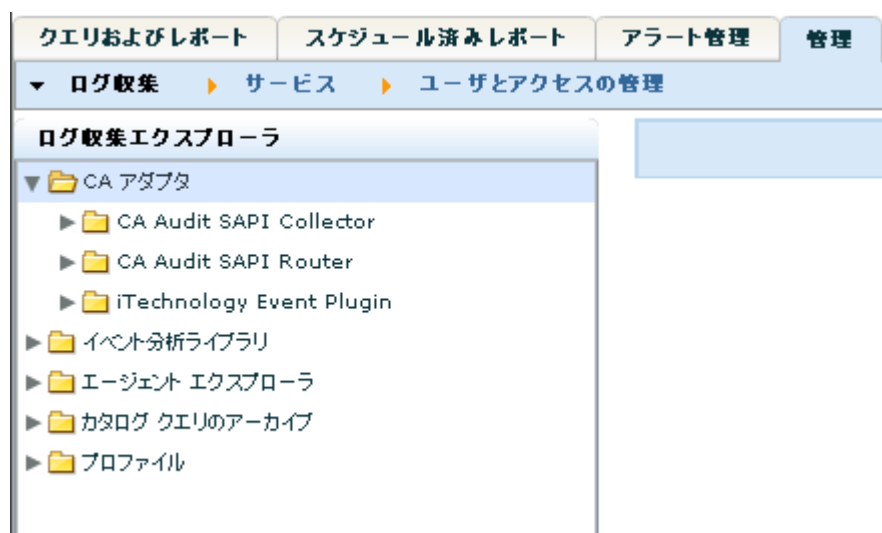 クエリおよびレポート スケジュール済みレポート アラート管理 管理
ログ収集 サービス ユーザとアクセスの管理
ログ収集エクスプローラ
CA アダプタ
CA Audit SAPI Collector
CA Audit SAPI Router
iTechnology Event Plugin
イベント分析ライブラリ
エージェント エクスプローラ
カタログ クエリのアーカイブ
プロファイル